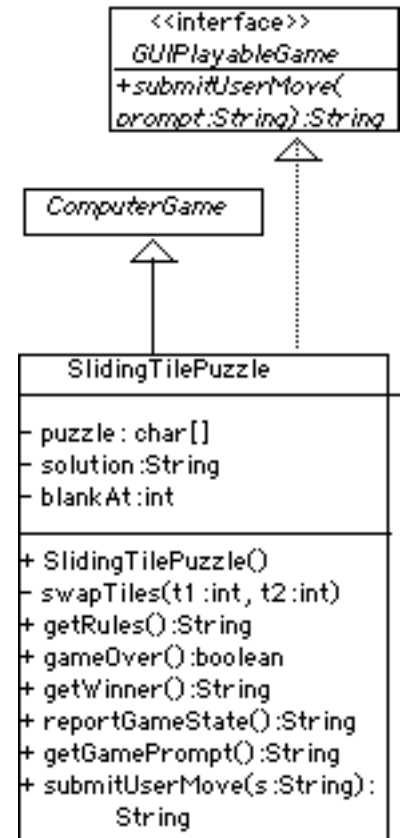 <<interface>>
GUIPlayableGame
+submitUserMove(
prompt:String):String
ComputerGame
SlidingTilePuzzle
- puzzle: char[]
- solution:String
- blankAt:int
+ SlidingTilePuzzle()
- swapTiles(t1:int, t2:int)
+ getRules():String
+ gameOver():boolean
+ getWinner():String
+ reportGameState():String
+ getGamePrompt():String
+ submitUserMove(s:String):
String